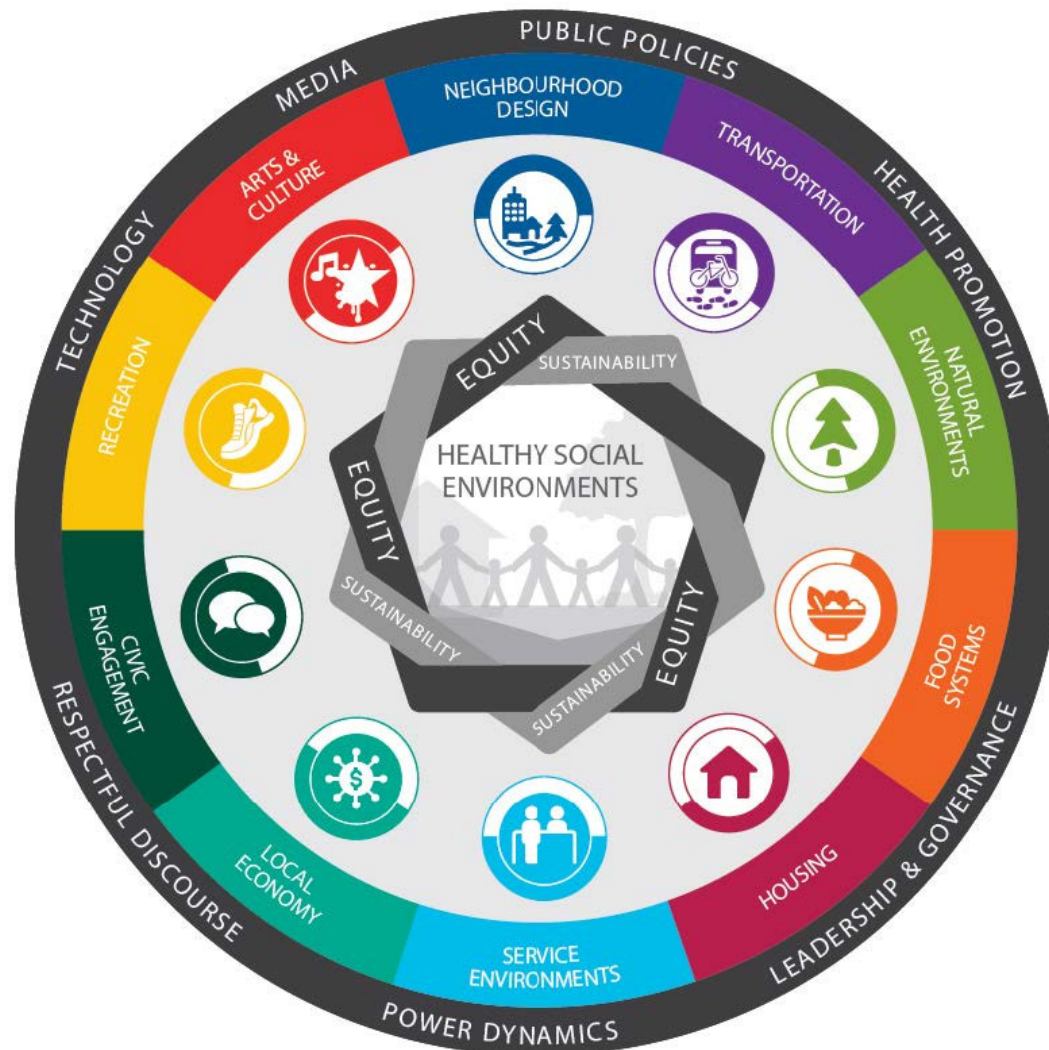 PUBLIC POLICIES
HEALTH PROMOTION
LEADERSHIP & GOVERNANCE
POWER DYNAMICS
RESPECTFUL DISCOURSE
TECHNOLOGY
MEDIA
NEIGHBOURHOOD
DESIGN
TRANSPORTATION
NATURAL
ENVIRONMENTS
FOOD
SYSTEMS
HOUSING
SERVICE
ENVIRONMENTS
LOCAL
ECONOMY
CIVIC
ENGAGEMENT
RECREATION
ARTS &
CULTURE
$
EQUITY
SUSTAINABILITY
EQUITY
SUSTAINABILITY
SUSTAINABILITY
EQUITY
HEALTHY SOCIAL
ENVIRONMENTS